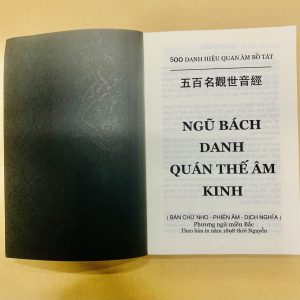 500 DANH HIỆU QUAN ÂM BỒ TÁT
五百名觀世音經
NGŨ BÁCH
DANH
QUÁN THẾ ÂM
KINH
( BẢN CHỮ NHO - PHIÊN ÂM - DỊCH NGHĨA )
Phương ngữ miền Bắc
Theo bản in năm 1898 thời Nguyễn